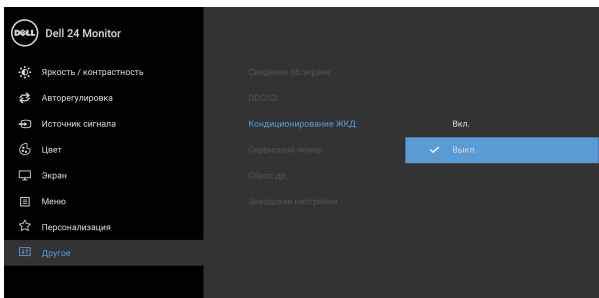 DELL Dell 24 Monitor
Яркость / контрастность
Авторегулировка
Источник сигнала
Цвет
Экран
Меню
Персонализация
Другое
Сведения об экране
DDC/CI
Кондиционирование ЖКД
Сервисный номер
Сброс др.
Заводские настройки
Вкл.
Выкл.